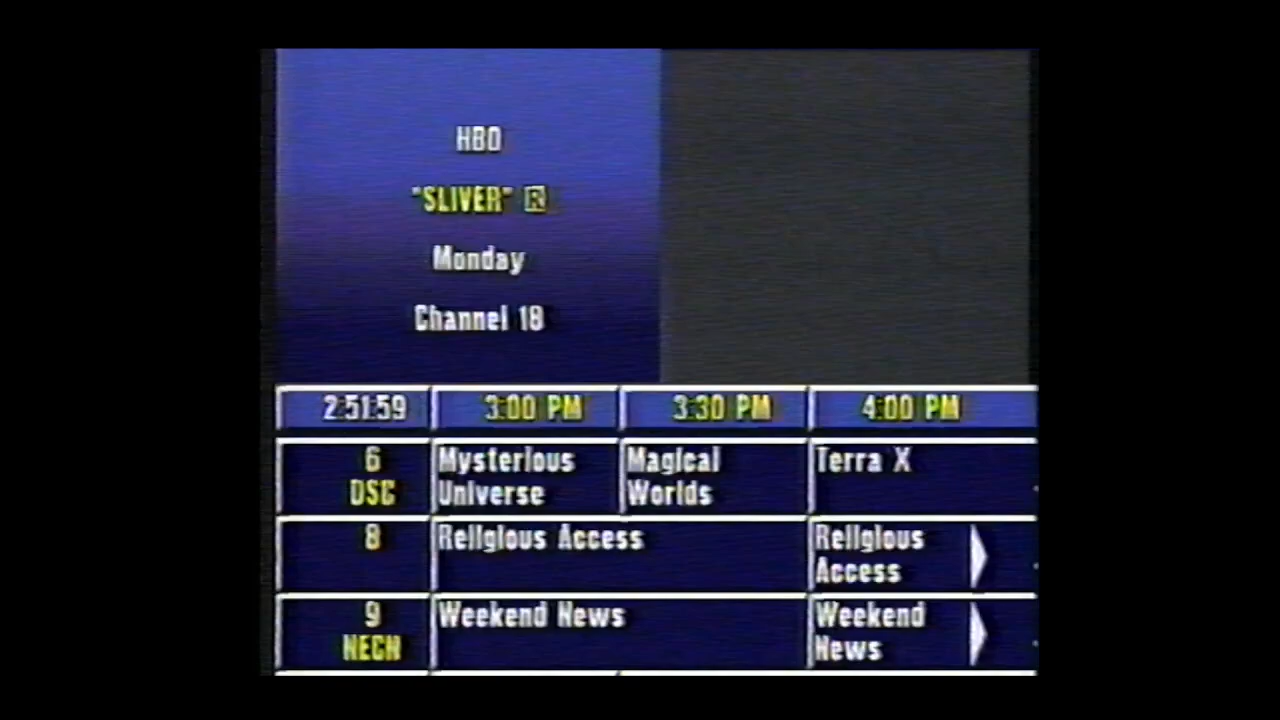 HBO
"SLIVER" R
Monday
Channel 18
2:51:59 3:00 PM 3:30 PM 4:00 PM
6 Mysterious Magical Terra X
DSC Universe Worlds
8 Religious Access Religious
Access
9 Weekend News Weekend
NECN News